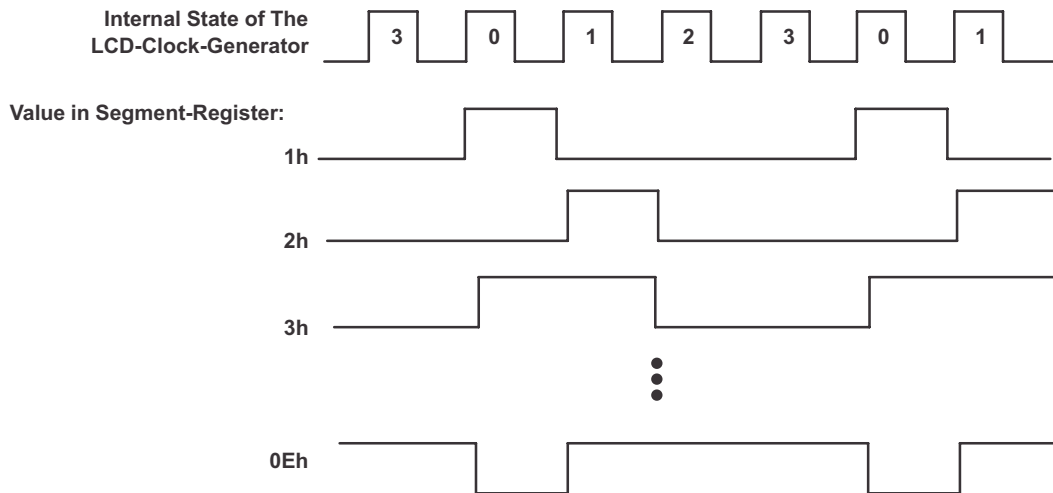 Internal State of The
LCD-Clock-Generator
3 0 1 2 3 0 1
Value in Segment-Register:
1h
2h
3h
0Eh